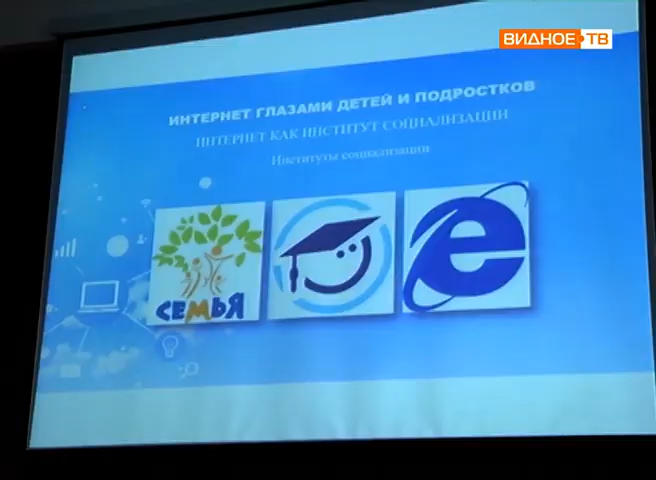 ВИДНОЕ ТВ
ИНТЕРНЕТ ГЛАЗАМИ ДЕТЕЙ И ПОДРОСТКОВ
ИНТЕРНЕТ КАК ИНСТИТУТ СОЦИАЛИЗАЦИИ
Институты социализации
СЕМЬЯ